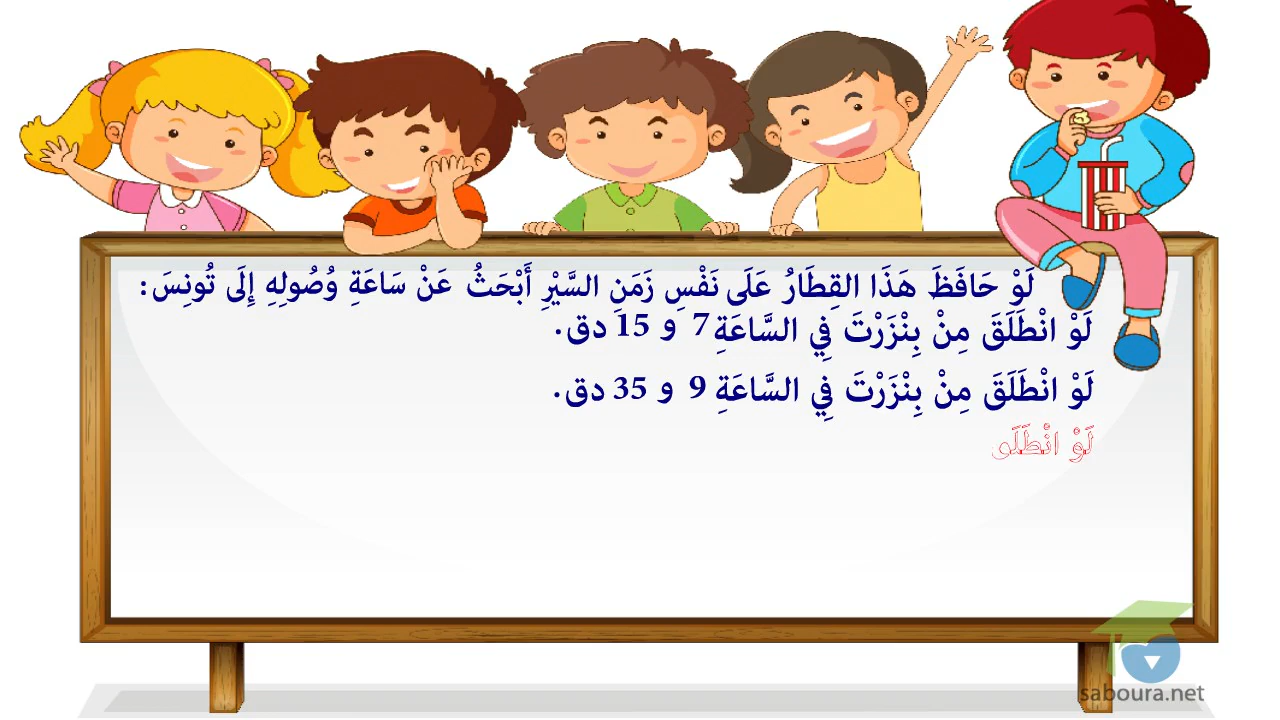 لَوْ حَافَظَ هَذَا القِطَارُ عَلَى نَفْسِ زَمَنِ السَّيْرِ أَبْحَثُ عَنْ سَاعَةِ وُصُولِهِ إِلَى تُونِسَ:
لَوْ انْطَلَقَ مِنْ بِنْزَرْتَ فِي السَّاعَةِ 7 و 15 دق.
لَوْ انْطَلَقَ مِنْ بِنْزَرْتَ فِي السَّاعَةِ 9 و 35 دق.
لَوْ
saboura.net